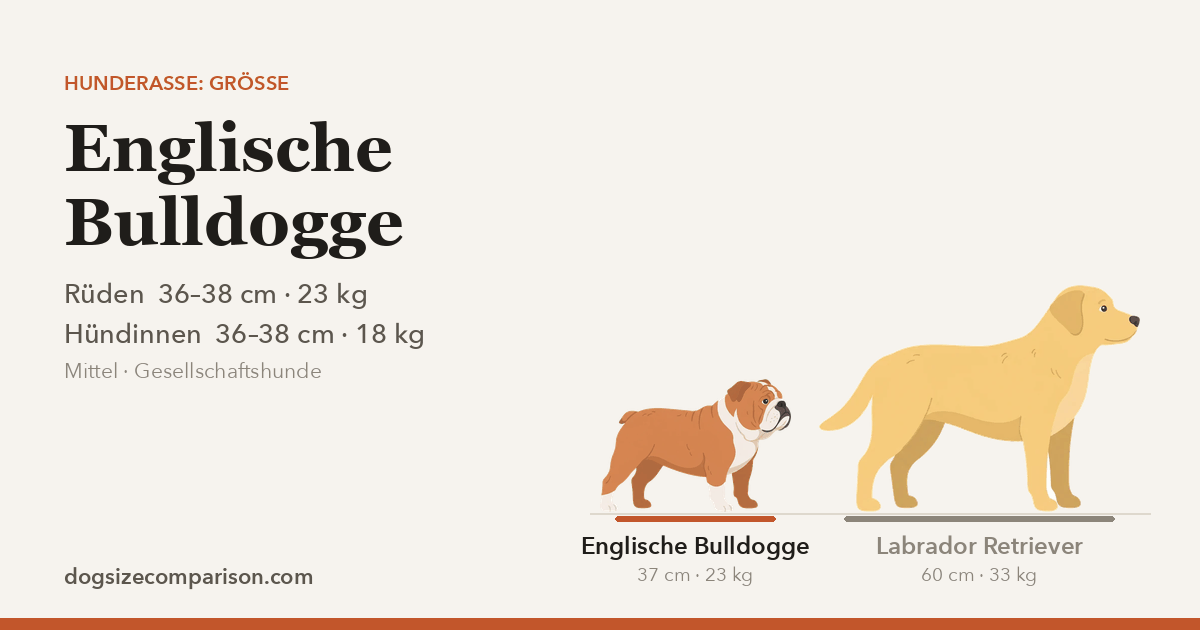 HUNDERASSE: GRÖSSE
Englische
Bulldogge
Rüden 36–38 cm · 23 kg
Hündinnen 36–38 cm · 18 kg
Mittel · Gesellschaftshunde
Englische Bulldogge
37 cm · 23 kg
Labrador Retriever
60 cm · 33 kg
dogsizecomparison.com